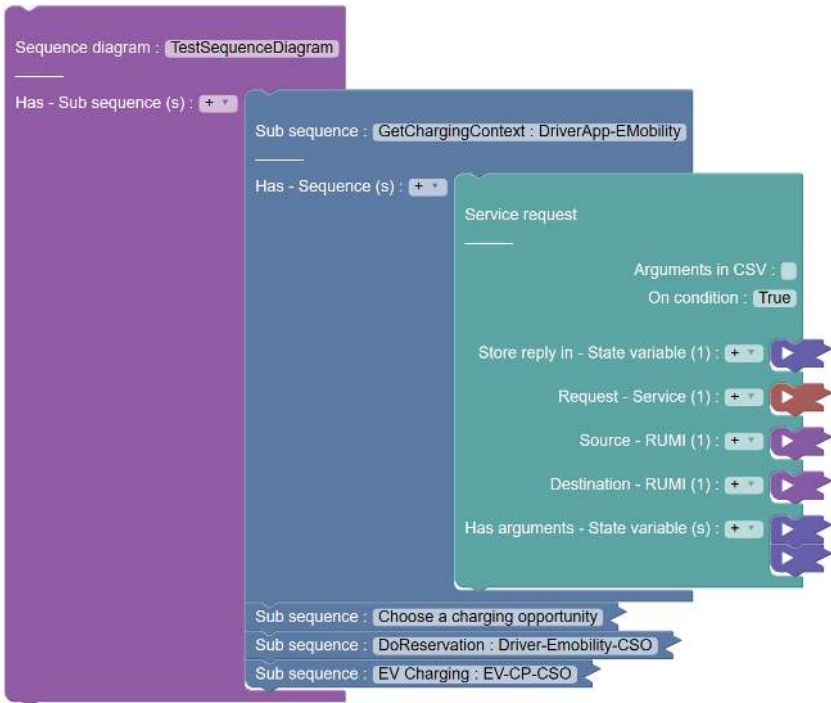 Sequence diagram : TestSequenceDiagram
Has - Sub sequence (s) : +
Sub sequence : GetChargingContext : DriverApp-EMobility
Has - Sequence (s) : +
Service request
Arguments in CSV :
On condition : True
Store reply in - State variable (1) : +
Request - Service (1) : +
Source - RUMI (1) : +
Destination - RUMI (1) : +
Has arguments - State variable (s) : +
Sub sequence : Choose a charging opportunity
Sub sequence : DoReservation : Driver-Emobility-CSO
Sub sequence : EV Charging : EV-CP-CSO